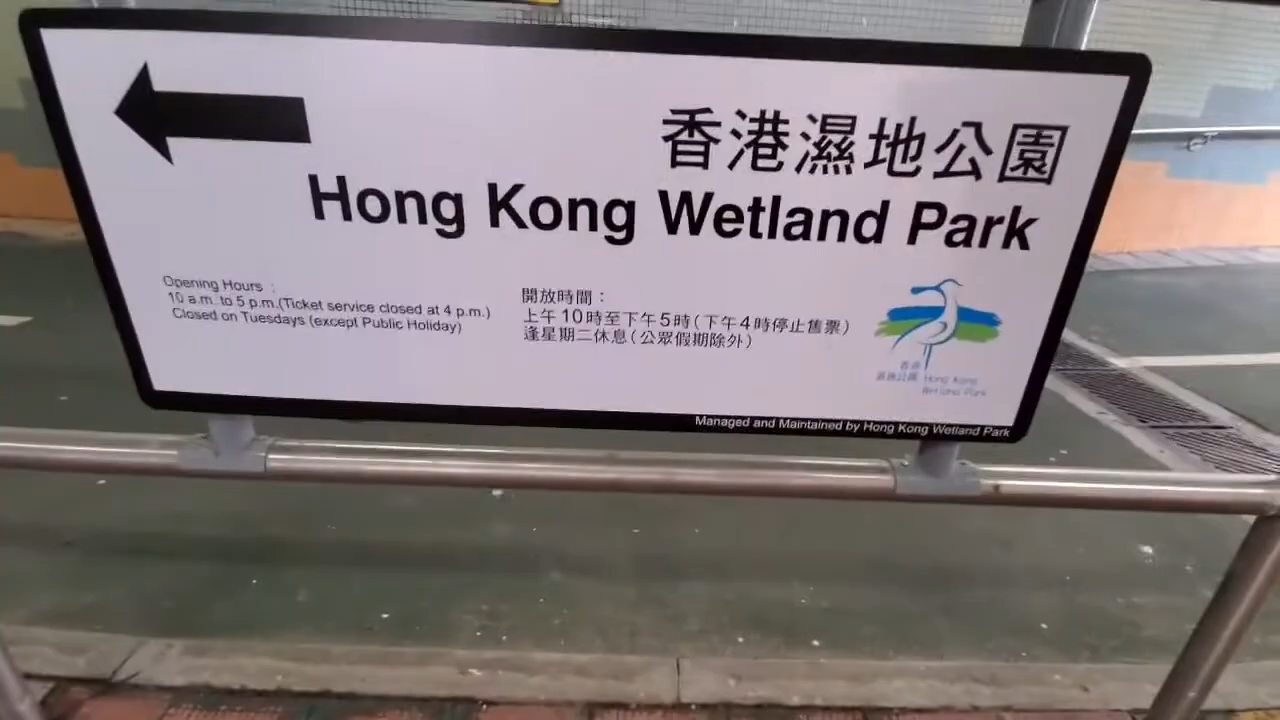 香港濕地公園
Hong Kong Wetland Park
Opening Hours :
10 a.m. to 5 p.m.(Ticket service closed at 4 p.m.)
Closed on Tuesdays (except Public Holiday)
開放時間：
上午10時至下午5時(下午4時停止售票)
逢星期二休息(公眾假期除外)
香港
濕地公園 Hong Kong
Wetland Park
Managed and Maintained by Hong Kong Wetland Park